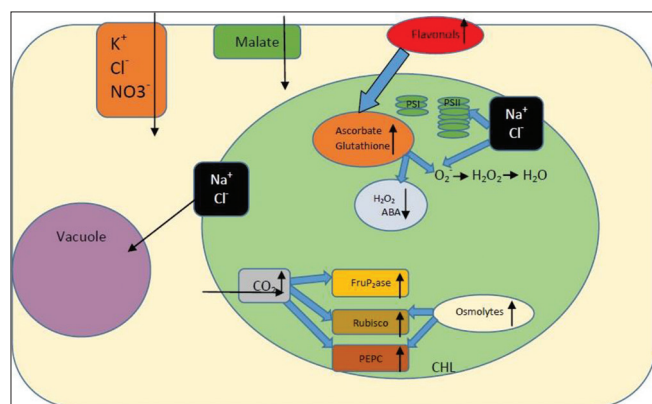 K+
Cl-
NO3-
Malate
Flavonuls
PSI
PSII
Na+
Cl-
Ascorbate
Glutathione
O2- → H2O2 → H2O
Na+
Cl-
H2O2
ABA
Vacuole
CO2
FruP2ase
Rubisco
Osmolytes
PEPC
CHL